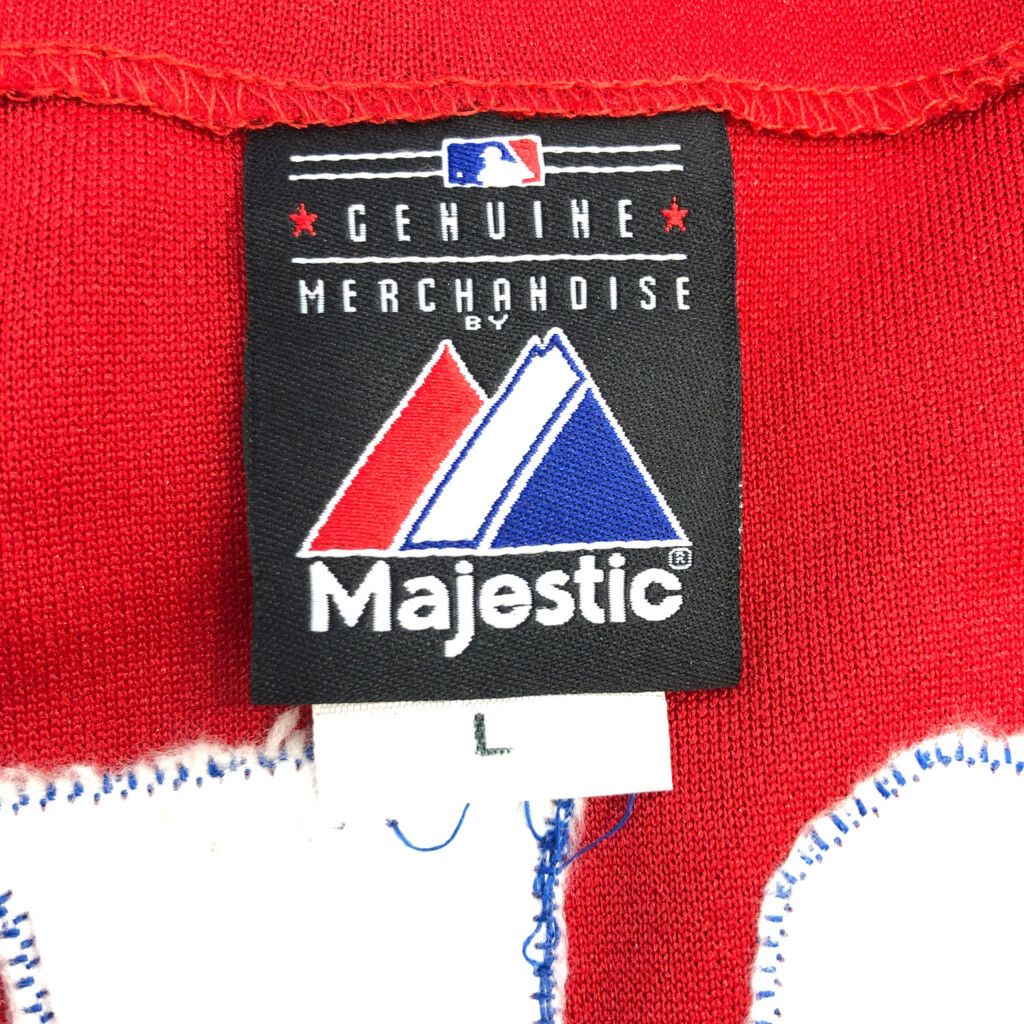 GENUINE
MERCHANDISE
BY
Majestic®
L